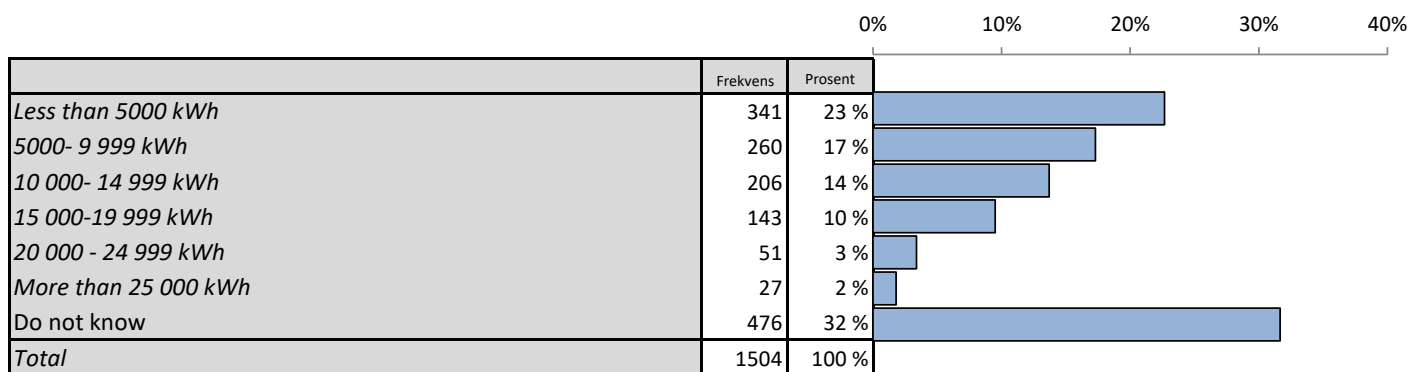 0% 10% 20% 30% 40%
Frekvens Prosent
Less than 5000 kWh 341 23 %
5000- 9 999 kWh 260 17 %
10 000- 14 999 kWh 206 14 %
15 000-19 999 kWh 143 10 %
20 000 - 24 999 kWh 51 3 %
More than 25 000 kWh 27 2 %
Do not know 476 32 %
Total 1504 100 %